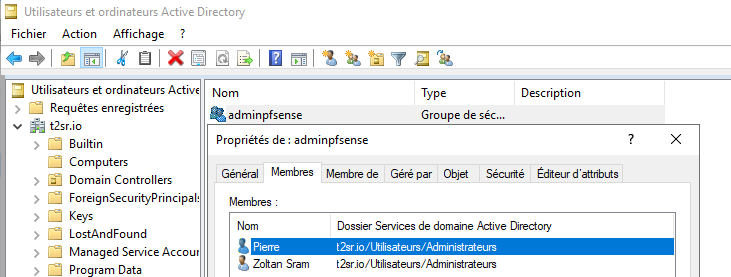 Utilisateurs et ordinateurs Active Directory
Fichier Action Affichage ?
Utilisateurs et ordinateurs Active
Requêtes enregistrées
t2sr.io
Builtin
Computers
Domain Controllers
ForeignSecurityPrincipals
Keys
LostAndFound
Managed Service Accour
Program Data
Nom Type Description
adminpfsense Groupe de séc...
Propriétés de : adminpfsense ? ×
Général Membres Membre de Géré par Objet Sécurité Éditeur d'attributs
Membres :
Nom Dossier Services de domaine Active Directory
Pierre t2sr.io/Utilisateurs/Administrateurs
Zoltan Sram t2sr.io/Utilisateurs/Administrateurs